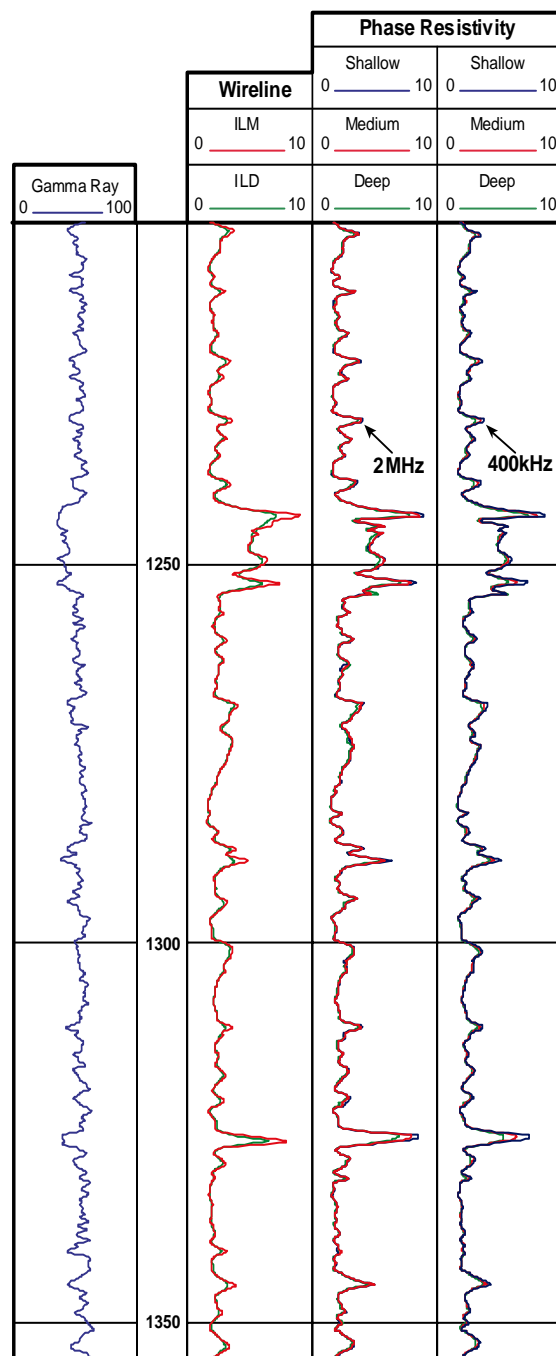 Phase Resistivity
Shallow
0 10
Shallow
0 10
Wireline
ILM
0 10
Medium
0 10
Medium
0 10
Gamma Ray
0 100
ILD
0 10
Deep
0 10
Deep
0 10
2MHz
400kHz
1250
1300
1350